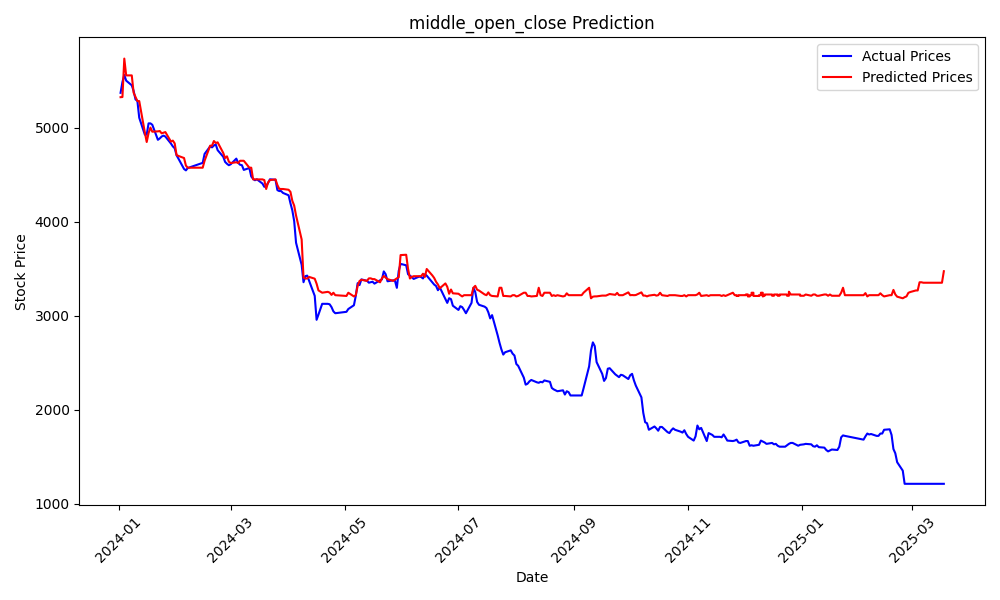 middle_open_close Prediction
Actual Prices
Predicted Prices
Stock Price
5000
4000
3000
2000
1000
2024-01
2024-03
2024-05
2024-07
2024-09
2024-11
2025-01
2025-03
Date